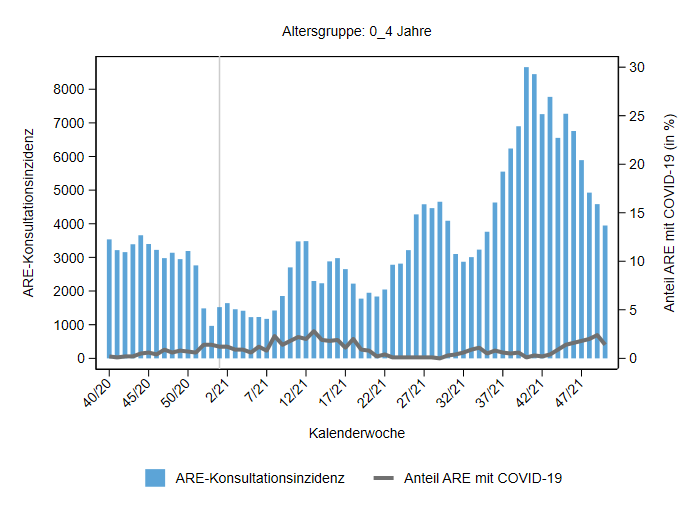 Altersgruppe: 0_4 Jahre
ARE-Konsultationsinzidenz
8000
7000
6000
5000
4000
3000
2000
1000
0
30
25
20
15
10
5
0
Anteil ARE mit COVID-19 (in %)
40/20 45/20 50/20 2/21 7/21 12/21 17/21 22/21 27/21 32/21 37/21 42/21 47/21
Kalenderwoche
ARE-Konsultationsinzidenz Anteil ARE mit COVID-19